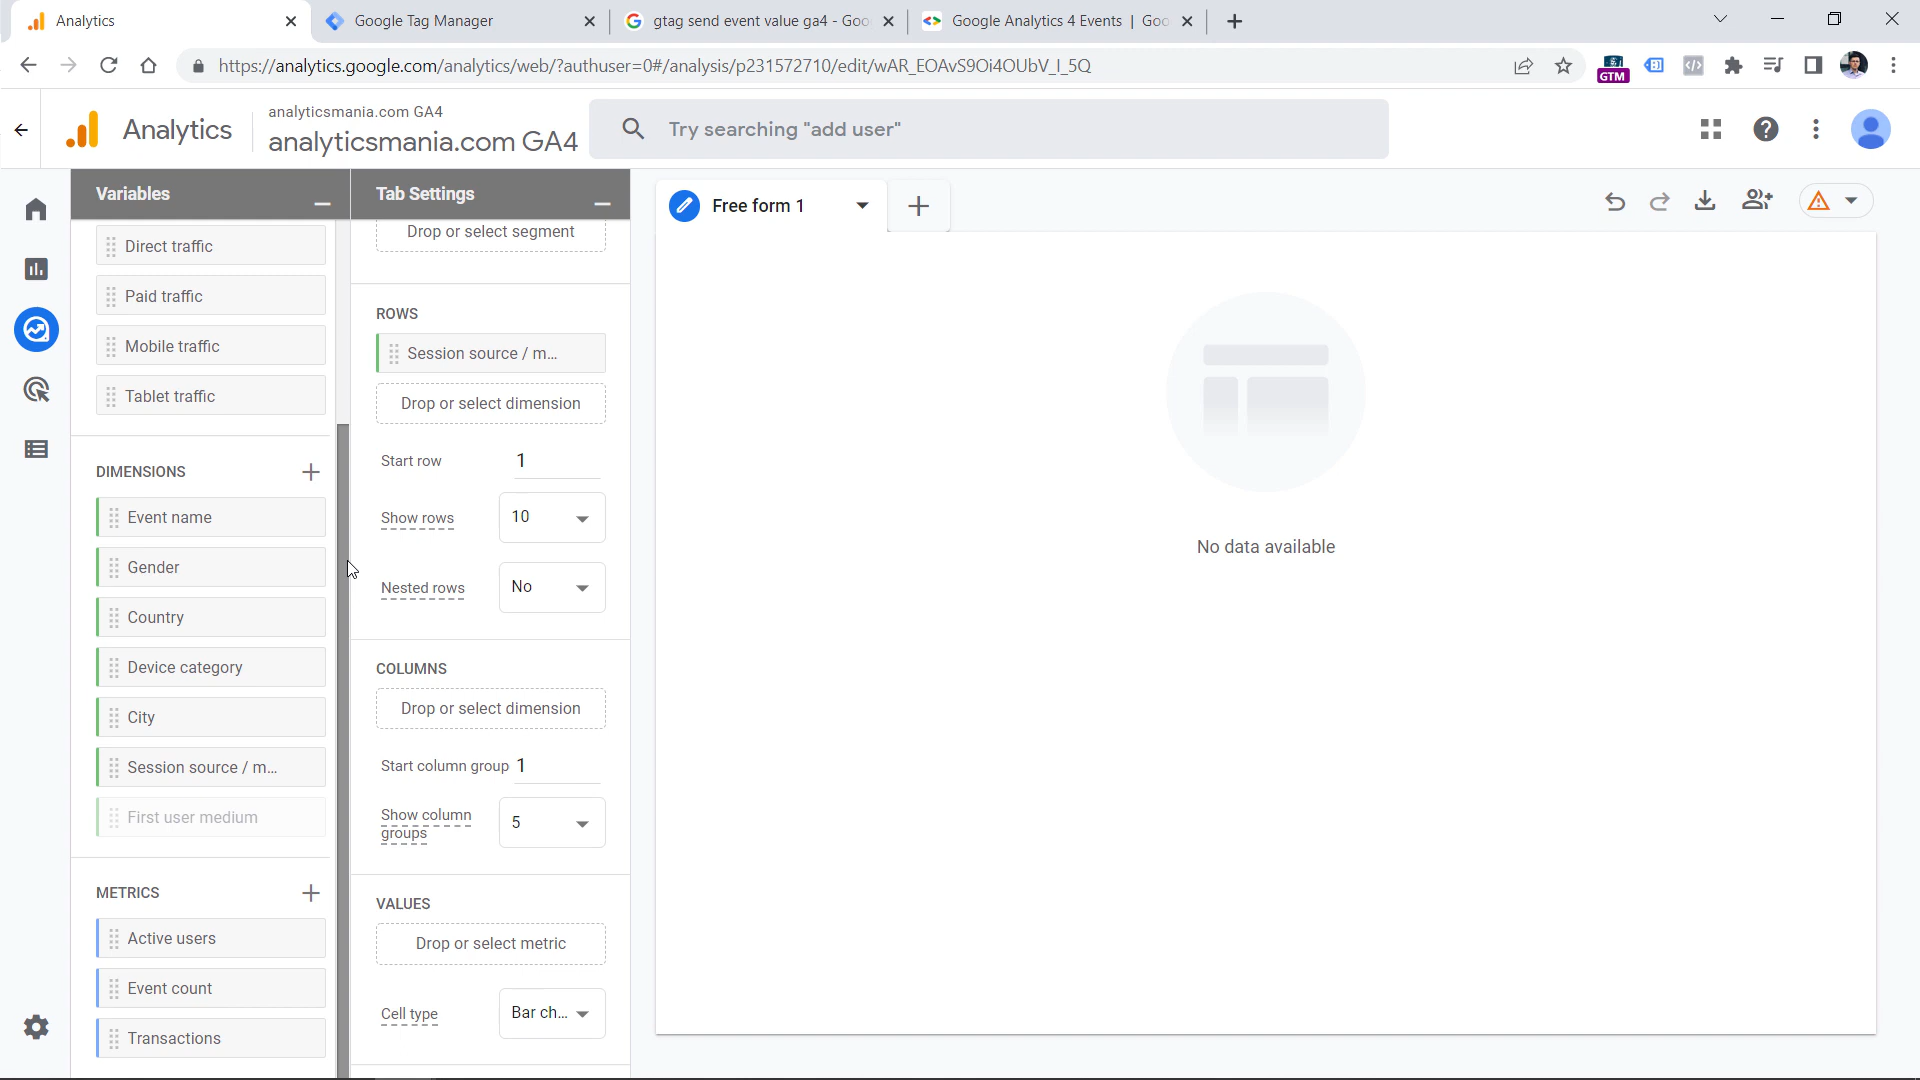 Analytics
Google Tag Manager
gtag send event value ga4 - Goo
Google Analytics 4 Events | Goo
https://analytics.google.com/analytics/web/?authuser=0#/analysis/p231572710/edit/wAR_EOAvS9Oi4OUbV_I_5Q
GTM
Analytics
analyticsmania.com GA4
analyticsmania.com GA4
Try searching "add user"
Variables
Direct traffic
Paid traffic
Mobile traffic
Tablet traffic
DIMENSIONS
Event name
Gender
Country
Device category
City
Session source / m...
First user medium
METRICS
Active users
Event count
Transactions
Tab Settings
Drop or select segment
ROWS
Session source / m...
Drop or select dimension
Start row 1
Show rows 10
Nested rows No
COLUMNS
Drop or select dimension
Start column group 1
Show column
groups
5
VALUES
Drop or select metric
Cell type Bar ch...
Free form 1
No data available